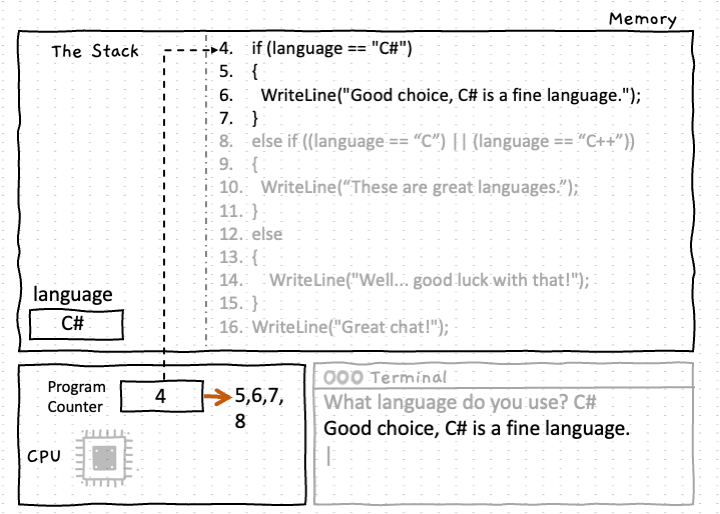 Memory
The Stack
4. if (language == "C#")
5. {
6. WriteLine("Good choice, C# is a fine language.");
7. }
8. else if ((language == “C”) || (language == “C++”))
9. {
10. WriteLine(“These are great languages.”);
11. }
12. else
13. {
14. WriteLine("Well... good luck with that!");
15. }
16. WriteLine("Great chat!");
language
C#
Program
Counter
4
5,6,7,
8
CPU
Terminal
What language do you use? C#
Good choice, C# is a fine language.